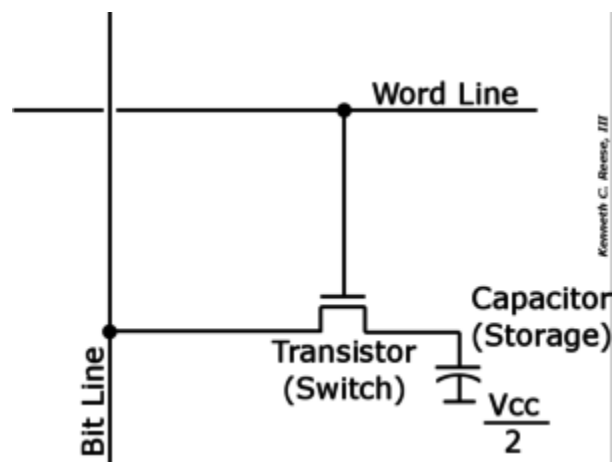 Word Line
Kenneth C. Reese, III
Capacitor
(Storage)
Transistor
(Switch)
Vcc
2
Bit Line